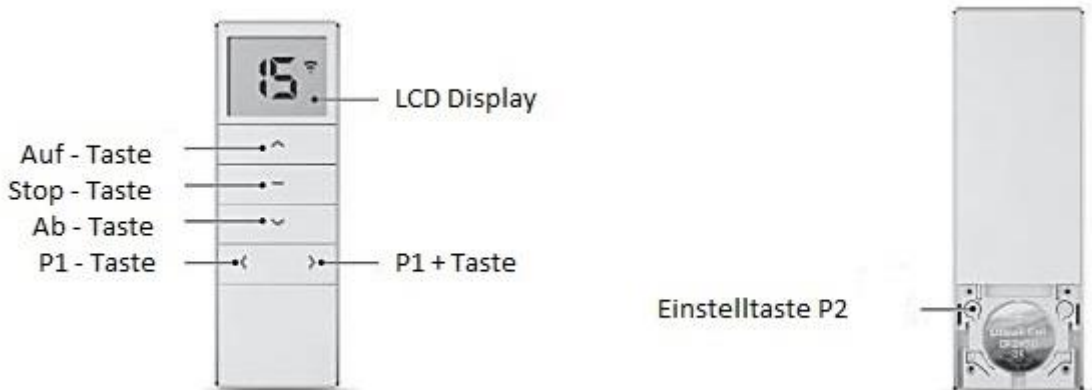 15
LCD Display
Auf - Taste
Stop - Taste
Ab - Taste
P1 - Taste
P1 + Taste
Einstelltaste P2